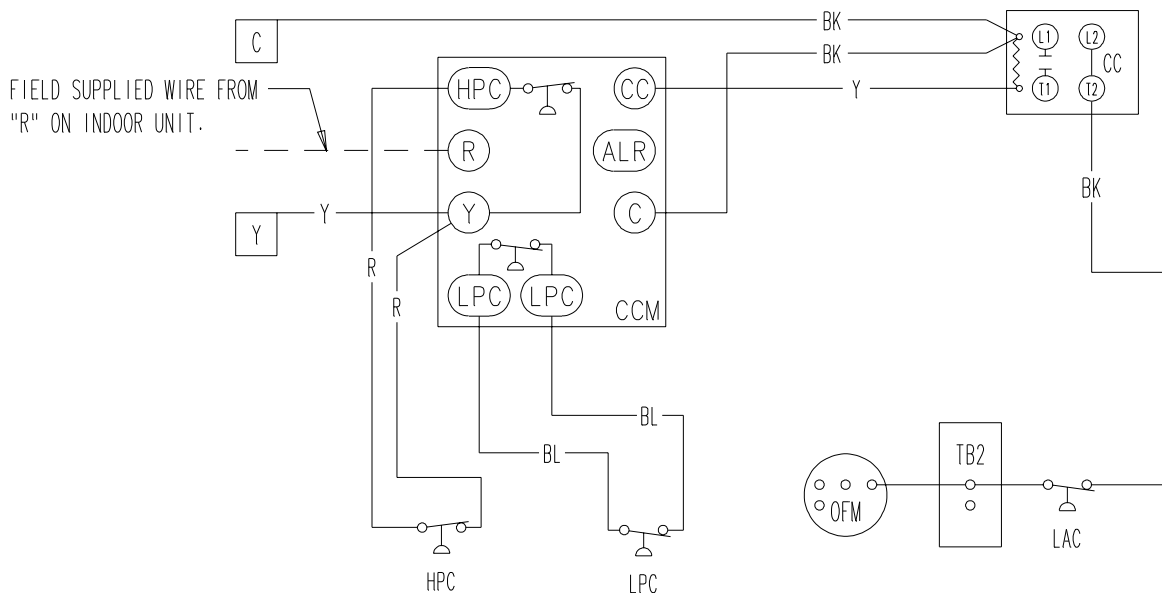 C
BK
BK
L1
L2
CC
T1
T2
FIELD SUPPLIED WIRE FROM
"R" ON INDOOR UNIT.
HPC
CC
Y
R
ALR
BK
Y
Y
Y
C
R
R
LPC
LPC
CCM
BL
BL
TB2
OFM
LAC
HPC
LPC